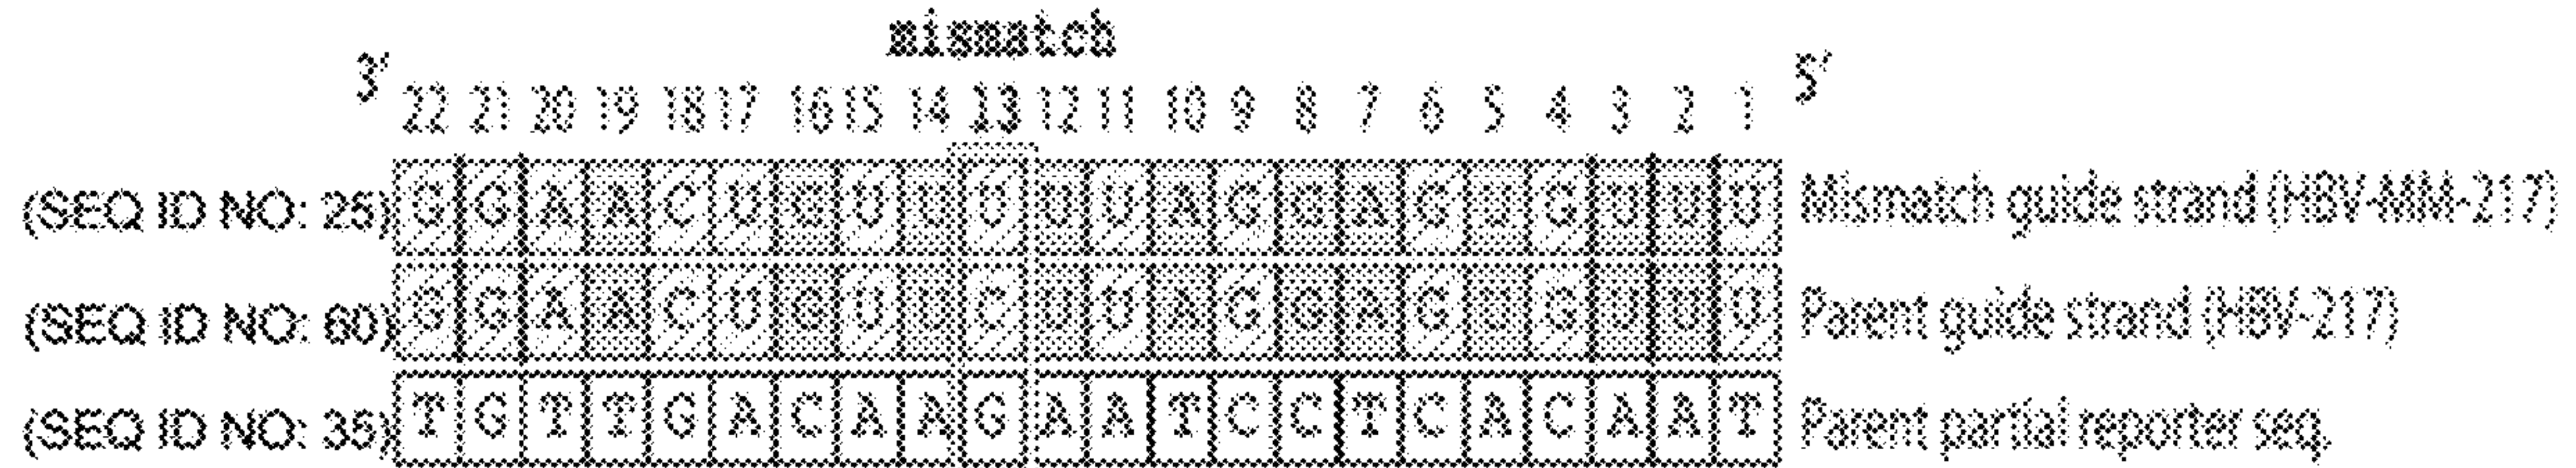 mismatch
3' 22 21 20 19 18 17 16 15 14 13 12 11 10 9 8 7 6 5 4 3 2 1 5'
(SEQ ID NO: 25) G G A A C U G U U U U U A G G A G U G U U U Mismatch guide strand (HBV-MM-217)
(SEQ ID NO: 60) G G A A C U G U U C U U A G G A G U G U U U Parent guide strand (HBV-217)
(SEQ ID NO: 35) T G T T G A C A A G A A T C C T C A C A A T Parent partial reporter seq.